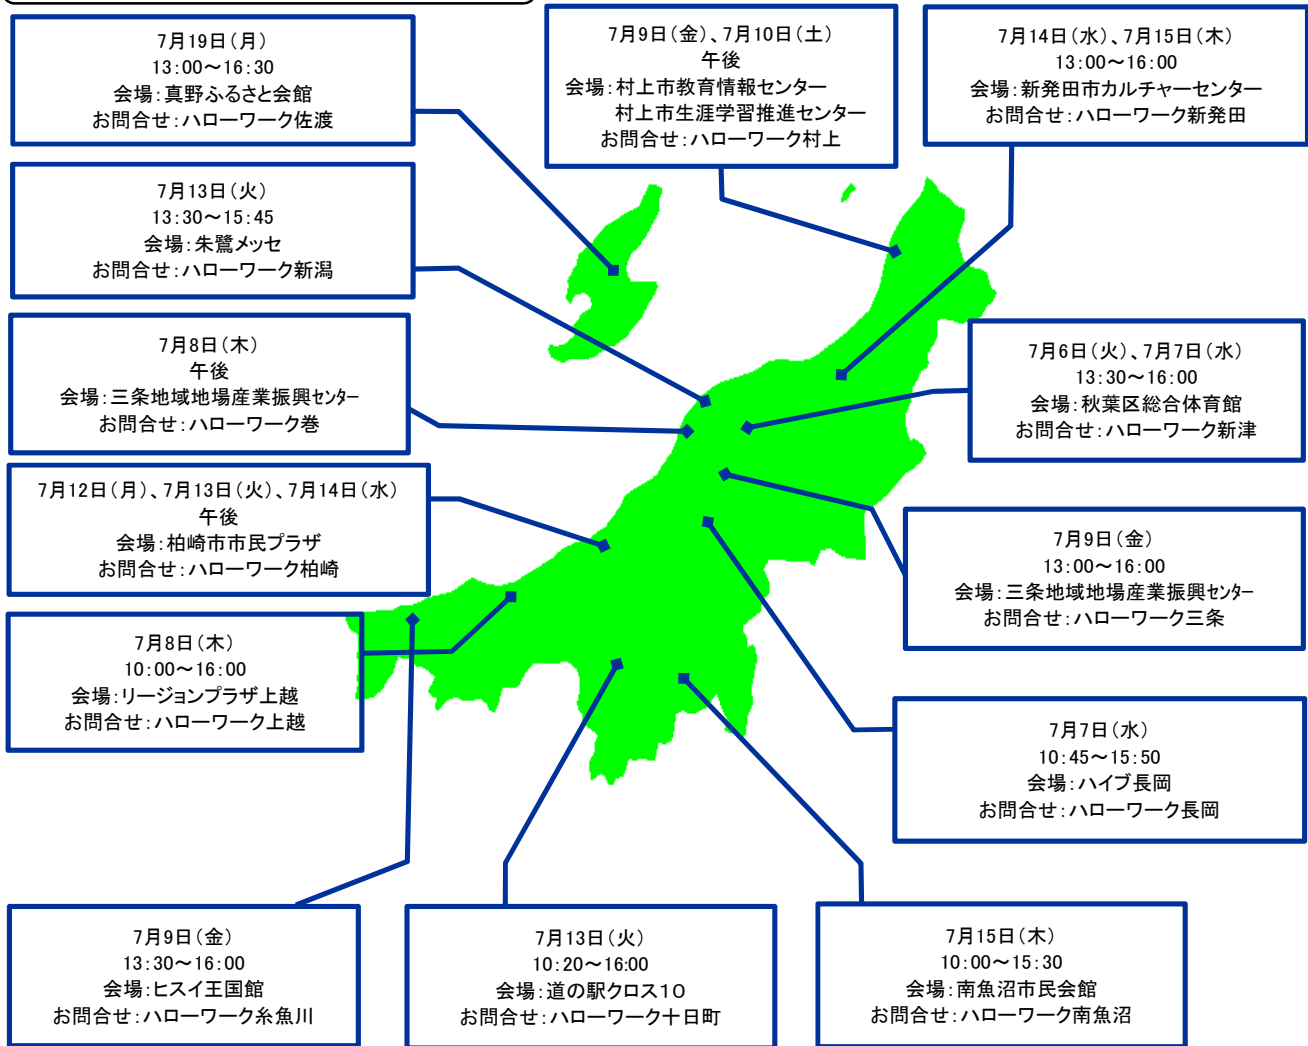 7月19日(月)
13:00~16:30
会場:真野ふるさと会館
お問合せ:ハローワーク佐渡
7月9日(金)、7月10日(土)
午後
会場:村上市教育情報センター
村上市生涯学習推進センター
お問合せ:ハローワーク村上
7月14日(水)、7月15日(木)
13:00~16:00
会場:新発田市カルチャーセンター
お問合せ:ハローワーク新発田
7月13日(火)
13:30~15:45
会場:朱鷺メッセ
お問合せ:ハローワーク新潟
7月8日(木)
午後
会場:三条地域地場産業振興センター
お問合せ:ハローワーク巻
7月6日(火)、7月7日(水)
13:30~16:00
会場:秋葉区総合体育館
お問合せ:ハローワーク新津
7月12日(月)、7月13日(火)、7月14日(水)
午後
会場:柏崎市市民プラザ
お問合せ:ハローワーク柏崎
7月9日(金)
13:00~16:00
会場:三条地域地場産業振興センター
お問合せ:ハローワーク三条
7月8日(木)
10:00~16:00
会場:リージョンプラザ上越
お問合せ:ハローワーク上越
7月7日(水)
10:45~15:50
会場:ハイブ長岡
お問合せ:ハローワーク長岡
7月9日(金)
13:30~16:00
会場:ヒスイ王国館
お問合せ:ハローワーク糸魚川
7月13日(火)
10:20~16:00
会場:道の駅クロス10
お問合せ:ハローワーク十日町
7月15日(木)
10:00~15:30
会場:南魚沼市民会館
お問合せ:ハローワーク南魚沼